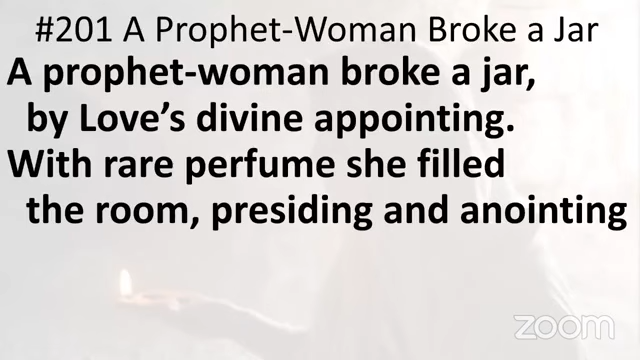 #201 A Prophet-Woman Broke a Jar
A prophet-woman broke a jar,
by Love’s divine appointing.
With rare perfume she filled
the room, presiding and anointing
zoom